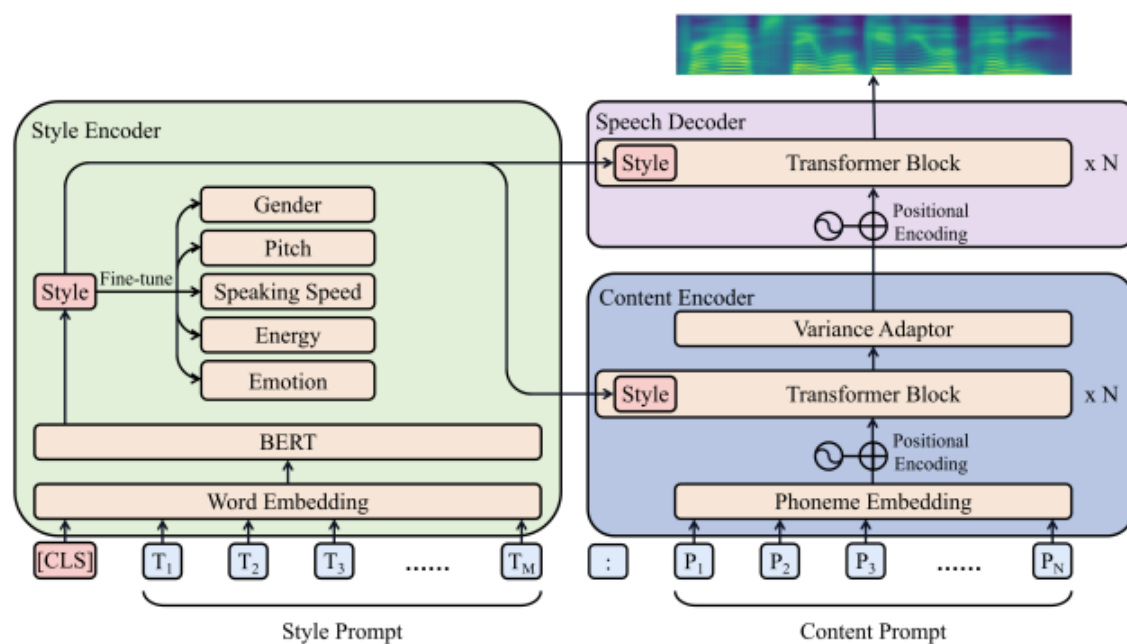 Style Encoder
Gender
Pitch
Speaking Speed
Energy
Emotion
Style
Fine-tune
BERT
Word Embedding
[CLS]
T1
T2
T3
......
TM
Style Prompt
:
Speech Decoder
Style
Transformer Block
x N
Positional
Encoding
Content Encoder
Variance Adaptor
Style
Transformer Block
x N
Positional
Encoding
Phoneme Embedding
P1
P2
P3
......
PN
Content Prompt